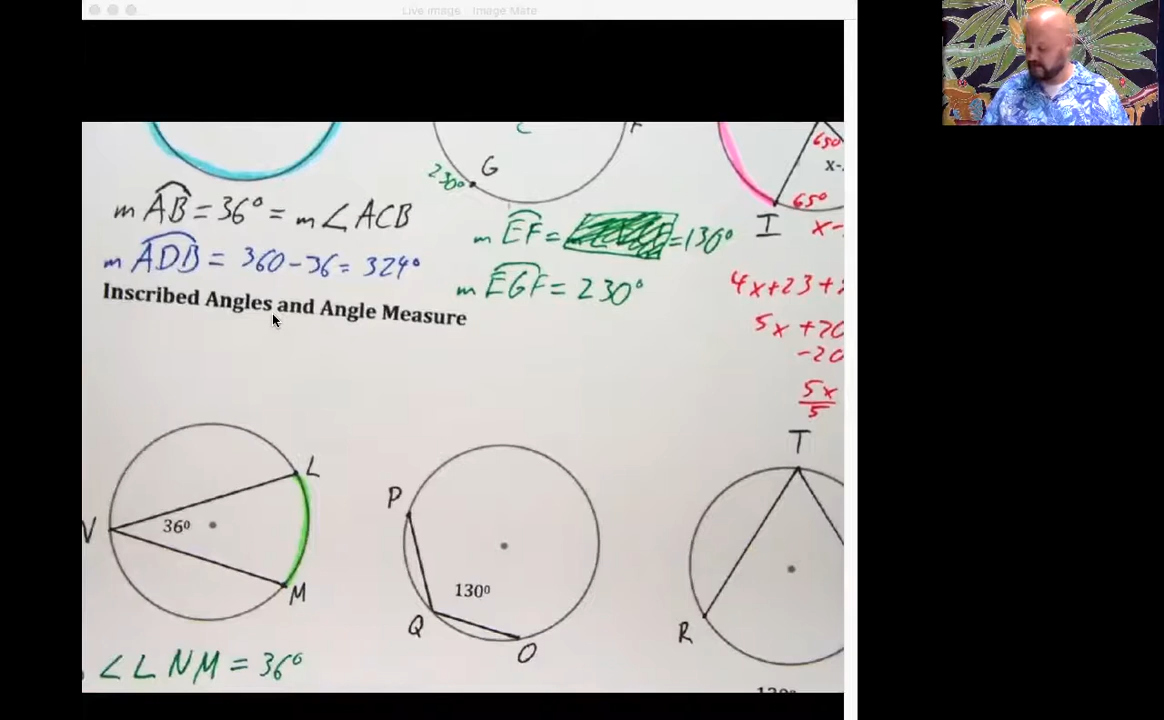 Live Image - Image Mate
C
F
G
230°
65°
x-
65°
I
x-
m AB = 36° = m∠ACB
m ADB = 360-36 = 324°
m EF = =130°
m EGF = 230°
4x+23+
5x+20
-20
5x
5
Inscribed Angles and Angle Measure
L
V
36°
M
∠LNM = 36°
P
130°
Q
O
T
R